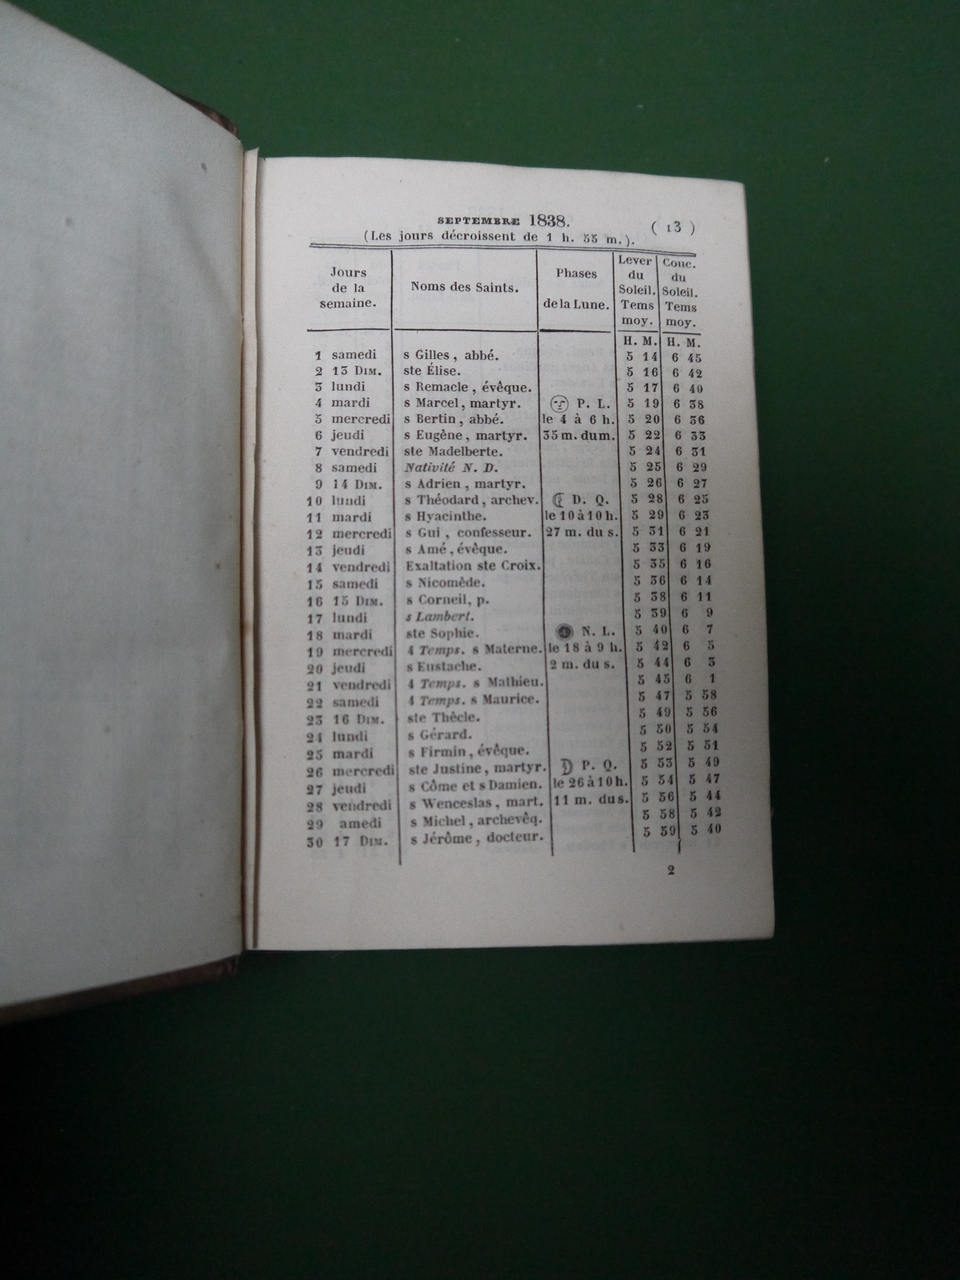 SEPTEMBRE 1838. ( 13 )
(Les jours décroissent de 1 h. 55 m.).
Jours de la semaine. Noms des Saints. Phases de la Lune. Lever du Soleil. Tems moy. Couc. du Soleil. Tems moy.
H. M. H. M.
1 samedi s Gilles, abbé. 5 14 6 45
2 13 DIM. ste Élise. 5 16 6 42
3 lundi s Remacle, évêque. 5 17 6 40
4 mardi s Marcel, martyr. P. L. 5 19 6 38
5 mercredi s Bertin, abbé. le 4 à 6 h. 5 20 6 36
6 jeudi s Eugène, martyr. 35 m. dum. 5 22 6 33
7 vendredi ste Madelberte. 5 24 6 31
8 samedi Nativité N. D. 5 25 6 29
9 14 DIM. s Adrien, martyr. 5 26 6 27
10 lundi s Théodard, archev. D. Q. 5 28 6 25
11 mardi s Hyacinthe. le 10 à 10 h. 5 29 6 23
12 mercredi s Gui, confesseur. 27 m. du s. 5 31 6 21
13 jeudi s Amé, évêque. 5 33 6 19
14 vendredi Exaltation ste Croix. 5 35 6 16
15 samedi s Nicomède. 5 36 6 14
16 15 DIM. s Corneil, p. 5 38 6 11
17 lundi s Lambert. 5 39 6 9
18 mardi ste Sophie. N. L. 5 40 6 7
19 mercredi 4 Temps. s Materne. le 18 à 9 h. 5 42 6 5
20 jeudi s Eustache. 2 m. du s. 5 44 6 3
21 vendredi 4 Temps. s Mathieu. 5 45 6 1
22 samedi 4 Temps. s Maurice. 5 47 5 58
23 16 DIM. ste Thècle. 5 49 5 56
24 lundi s Gérard. 5 50 5 54
25 mardi s Firmin, évêque. 5 52 5 51
26 mercredi ste Justine, martyr. P. Q. 5 53 5 49
27 jeudi s Côme et s Damien. le 26 à 10 h. 5 54 5 47
28 vendredi s Wenceslas, mart. 11 m. du s. 5 56 5 44
29 amedi s Michel, archevêq. 5 58 5 42
30 17 DIM. s Jérôme, docteur. 5 59 5 40
2